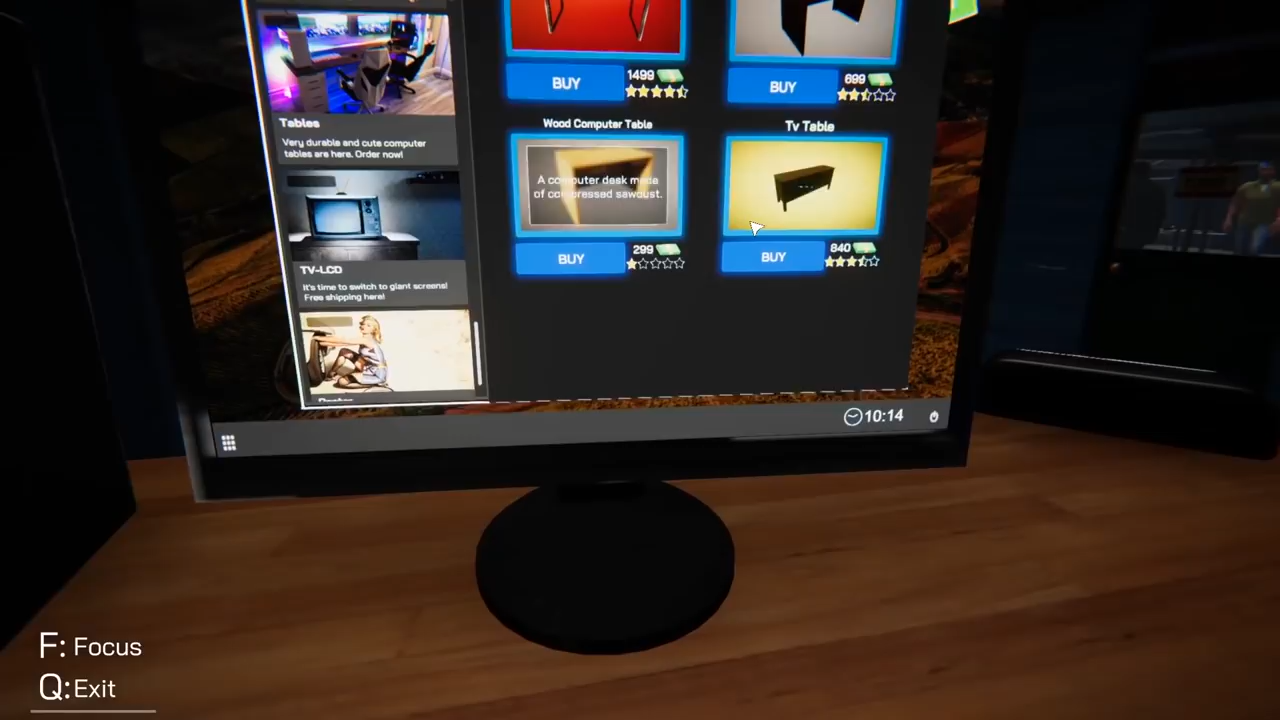 Tables
Very durable and cute computer
tables are here. Order now!
TV-LCD
It's time to switch to giant screens!
Free shipping here!
BUY
1499
BUY
699
Wood Computer Table
A computer desk made
of compressed sawdust.
BUY
299
Tv Table
BUY
840
10:14
F: Focus
Q:Exit